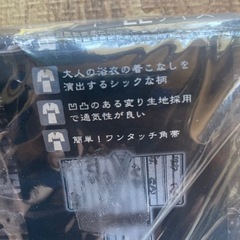 大人の浴衣の着こなしを
演出するシックな柄
凹凸のある変り生地採用
で通気性が良い
簡単!ワンタッチ角帯